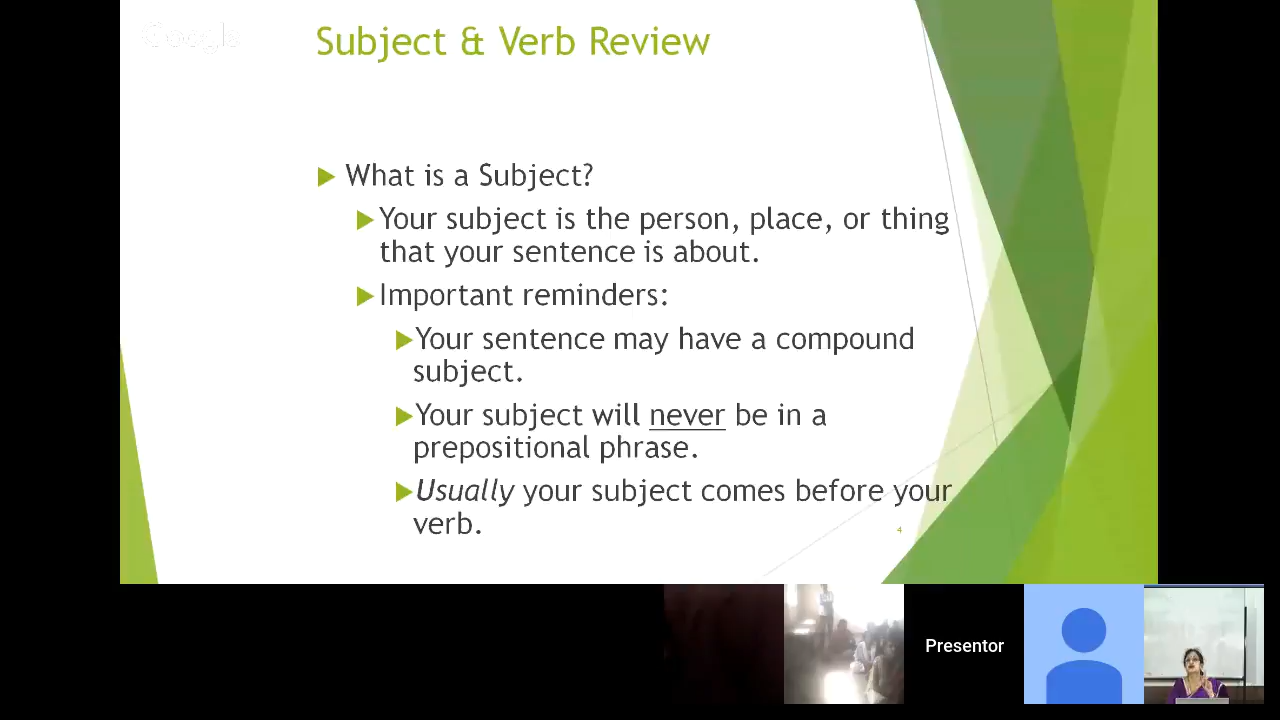 Google
Subject & Verb Review
What is a Subject?
Your subject is the person, place, or thing
that your sentence is about.
Important reminders:
Your sentence may have a compound
subject.
Your subject will never be in a
prepositional phrase.
Usually your subject comes before your
verb.
4
Presentor